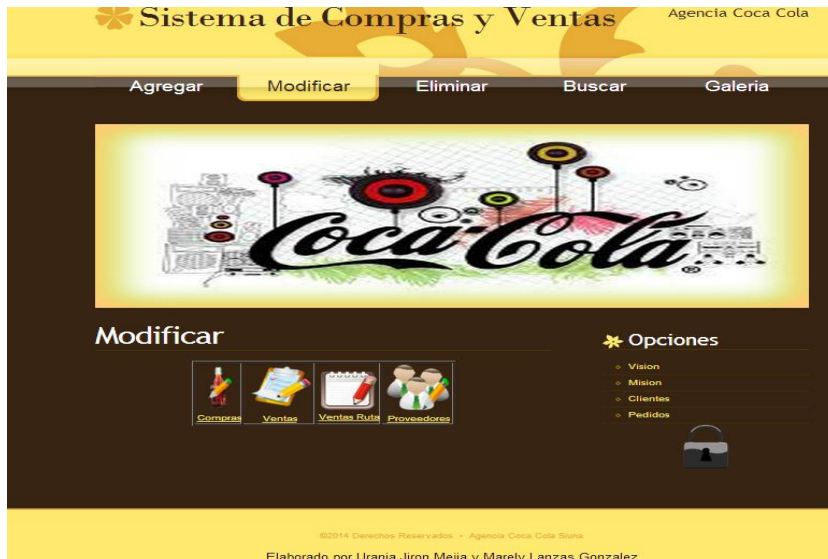 Sistema de Compras y Ventas
Agencia Coca Cola
Agregar Modificar Eliminar Buscar Galeria
Coca-Cola
®
Modificar
Opciones
Vision
Mision
Clientes
Pedidos
Compras Ventas Ventas Ruta Proveedores
©2014 Derechos Reservados • Agencia Coca Cola Siuna
Elaborado por Urania Jiron Mejia y Marely Lanzas Gonzalez